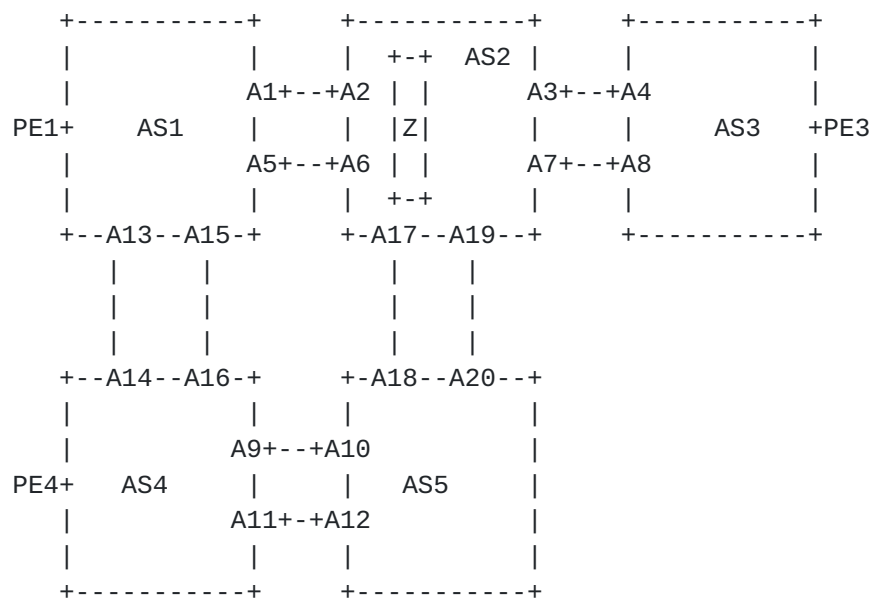 +-----------+ +-----------+ +-----------+
| | | +-+ AS2 | | |
| A1+--+A2 | | A3+--+A4 |
PE1+ AS1 | | |Z| | | AS3 +PE3
| A5+--+A6 | | A7+--+A8 |
| | | +-+ | | |
+--A13--A15-+ +-A17--A19--+ +-----------+
| | | |
| | | |
| | | |
+--A14--A16-+ +-A18--A20--+
| | | |
| A9+--+A10 |
PE4+ AS4 | | AS5 |
| A11+-+A12 |
| | | |
+-----------+ +-----------+